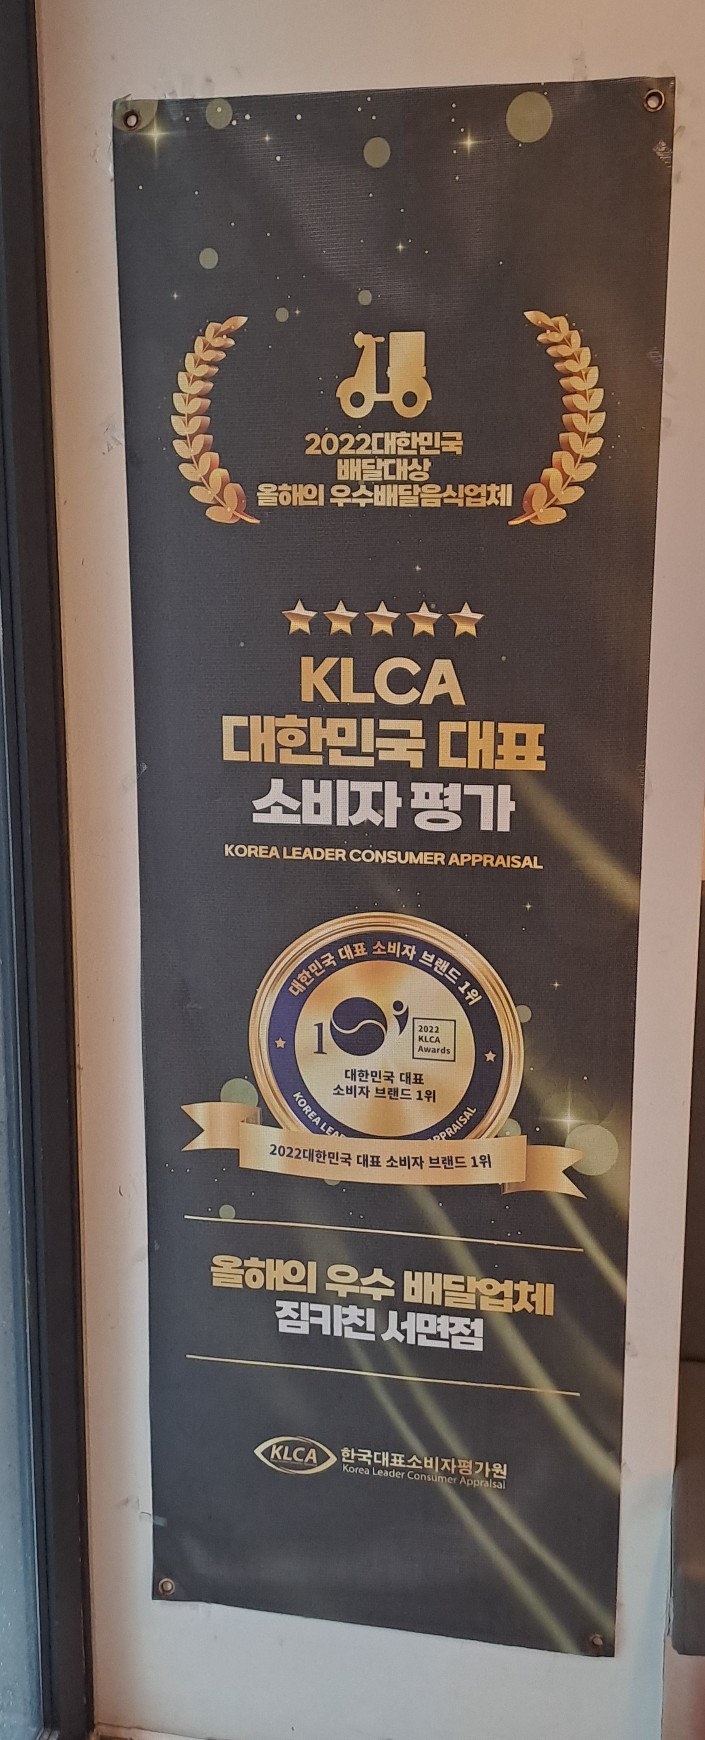 2022대한민국
배달대상
올해의 우수배달음식업체
KLCA
대한민국 대표
소비자 평가
KOREA LEADER CONSUMER APPRAISAL
대한민국 대표 소비자 브랜드 1위
1
2022
KLCA
Awards
대한민국 대표
소비자 브랜드 1위
KOREA LEA
PPRAISAL
2022대한민국 대표 소비자 브랜드 1위
올해의 우수 배달업체
짐키친 서면점
KLCA
한국대표소비자평가원
Korea Leader Consumer Appraisal